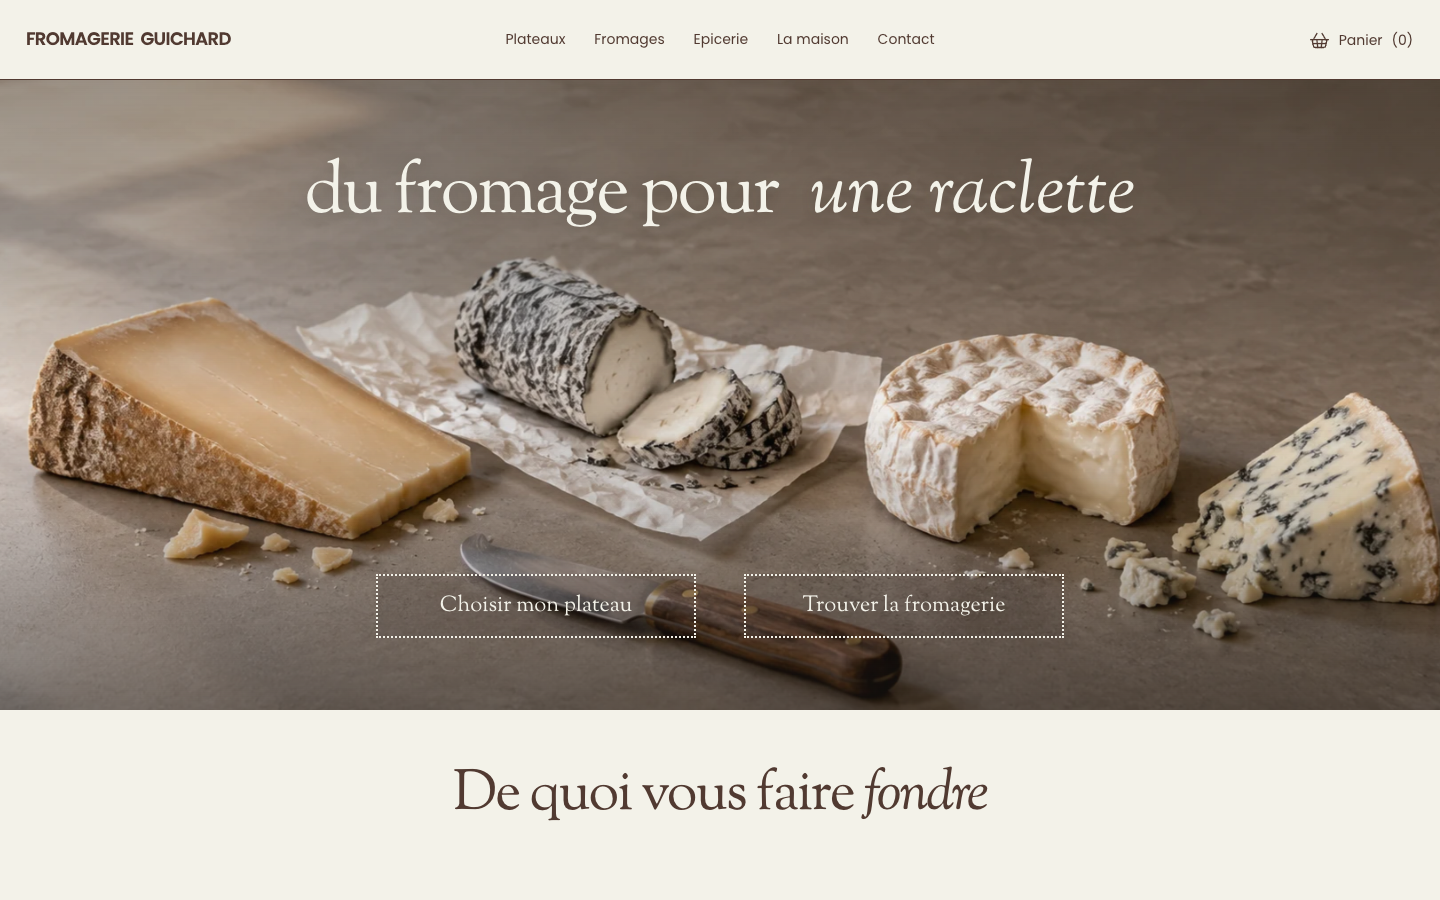 FROMAGERIE GUICHARD
Plateaux Fromages Epicerie La maison Contact
Panier (0)
du fromage pour une raclette
Choisir mon plateau
Trouver la fromagerie
De quoi vous faire fondre